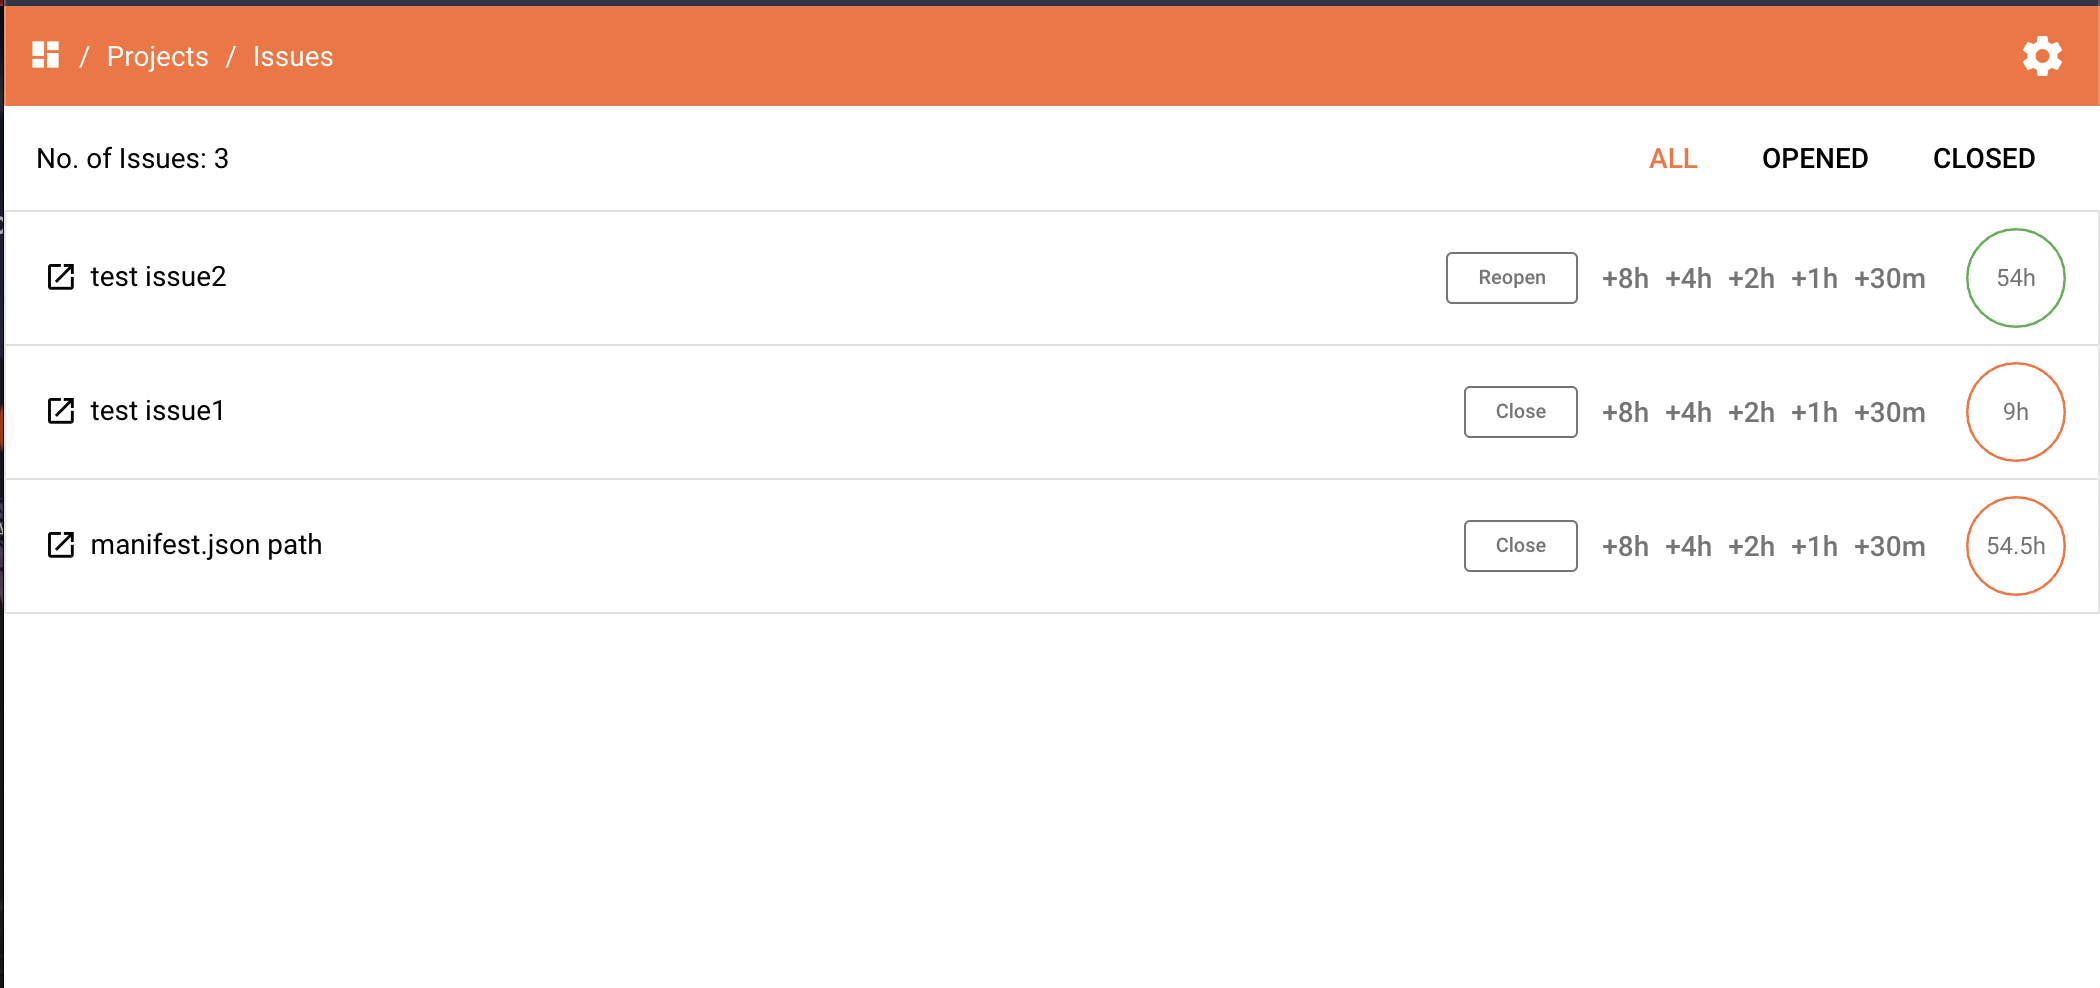 / Projects / Issues
No. of Issues: 3 ALL OPENED CLOSED
test issue2 Reopen +8h +4h +2h +1h +30m 54h
test issue1 Close +8h +4h +2h +1h +30m 9h
manifest.json path Close +8h +4h +2h +1h +30m 54.5h